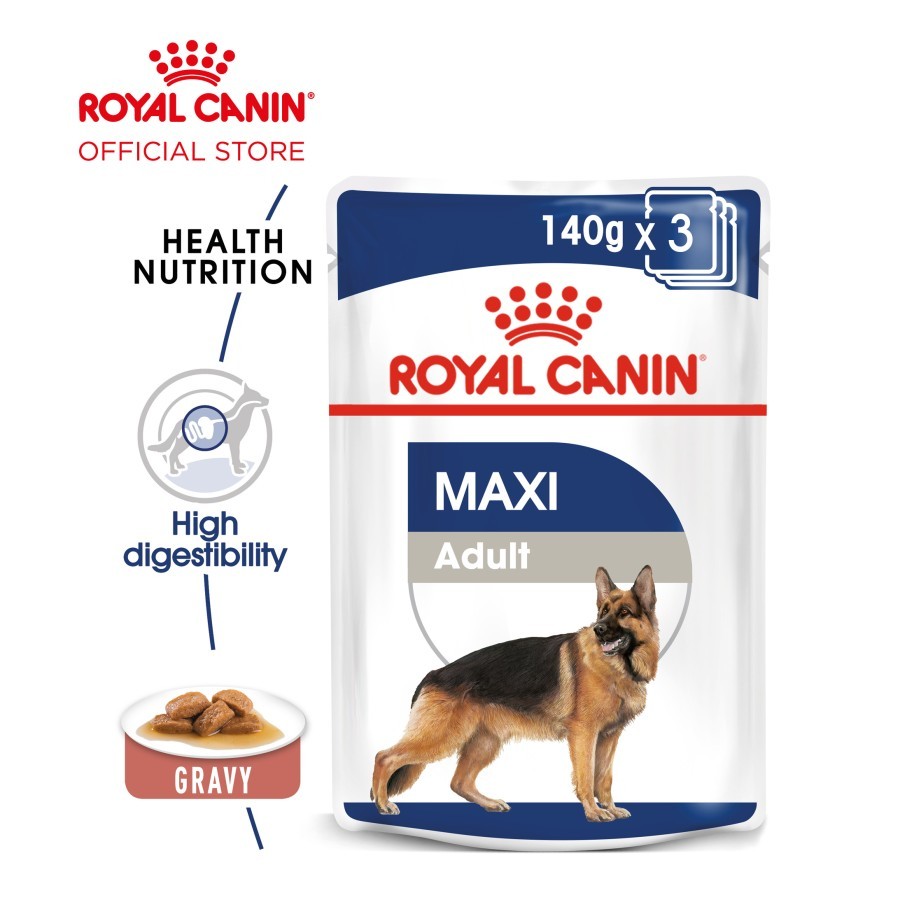 ROYAL CANIN®
OFFICIAL STORE
HEALTH
NUTRITION
High
digestibility
GRAVY
140g x 3
ROYAL CANIN®
MAXI
Adult